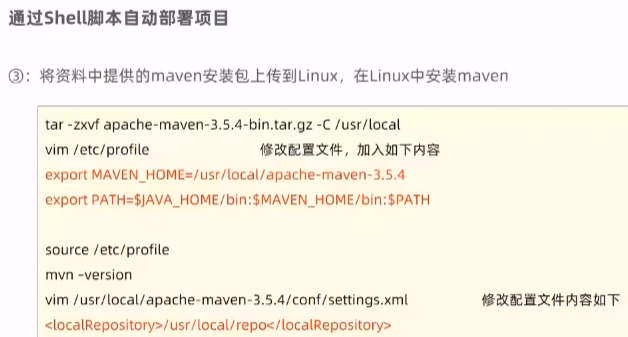 通过Shell脚本自动部署项目
③：将资料中提供的maven安装包上传到Linux，在Linux中安装maven
tar -zxvf apache-maven-3.5.4-bin.tar.gz -C /usr/local
vim /etc/profile 修改配置文件，加入如下内容
export MAVEN_HOME=/usr/local/apache-maven-3.5.4
export PATH=$JAVA_HOME/bin:$MAVEN_HOME/bin:$PATH
source /etc/profile
mvn -version
vim /usr/local/apache-maven-3.5.4/conf/settings.xml 修改配置文件内容如下
<localRepository>/usr/local/repo</localRepository>